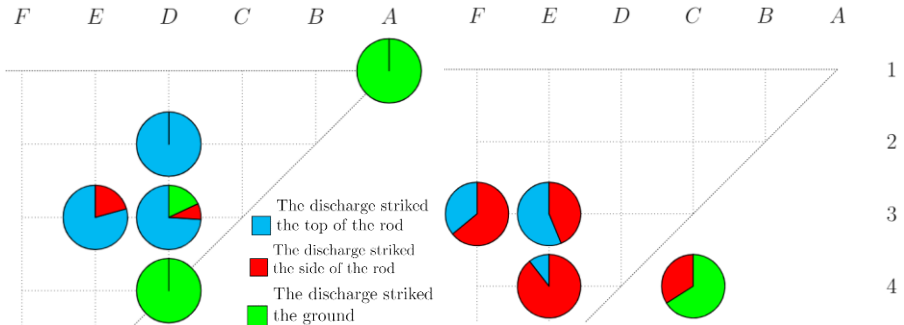 F E D C B A F E D C B A
1
2
3
4
The discharge striked
the top of the rod
The discharge striked
the side of the rod
The discharge striked
the ground